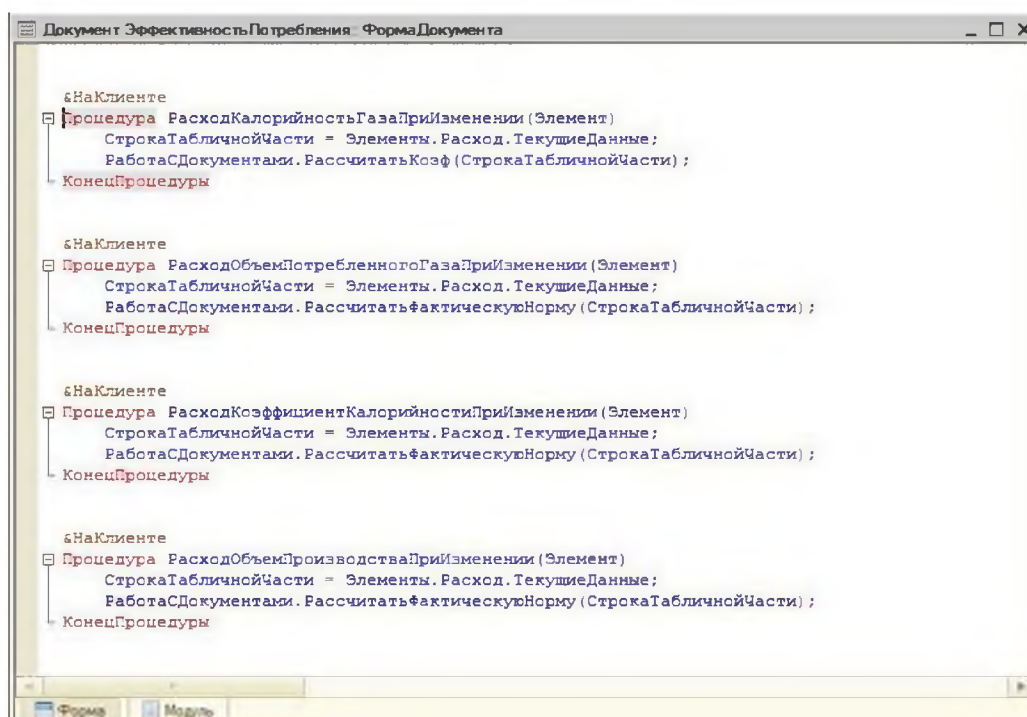 Документ ЭффективностьПотребления: ФормаДокумента
&НаКлиенте
Процедура РасходКалорийностьГазаПриИзменении(Элемент)
СтрокаТабличнойЧасти = Элементы.Расход.ТекущиеДанные;
РаботаСДокументами.РассчитатьКоэф(СтрокаТабличнойЧасти);
КонецПроцедуры
&НаКлиенте
Процедура РасходОбъемПотребленногоГазаПриИзменении(Элемент)
СтрокаТабличнойЧасти = Элементы.Расход.ТекущиеДанные;
РаботаСДокументами.РассчитатьФактическуюНорму(СтрокаТабличнойЧасти);
КонецПроцедуры
&НаКлиенте
Процедура РасходКоэффициентКалорийностиПриИзменении(Элемент)
СтрокаТабличнойЧасти = Элементы.Расход.ТекущиеДанные;
РаботаСДокументами.РассчитатьФактическуюНорму(СтрокаТабличнойЧасти);
КонецПроцедуры
&НаКлиенте
Процедура РасходОбъемПроизводстваПриИзменении(Элемент)
СтрокаТабличнойЧасти = Элементы.Расход.ТекущиеДанные;
РаботаСДокументами.РассчитатьФактическуюНорму(СтрокаТабличнойЧасти);
КонецПроцедуры
Форма Модуль